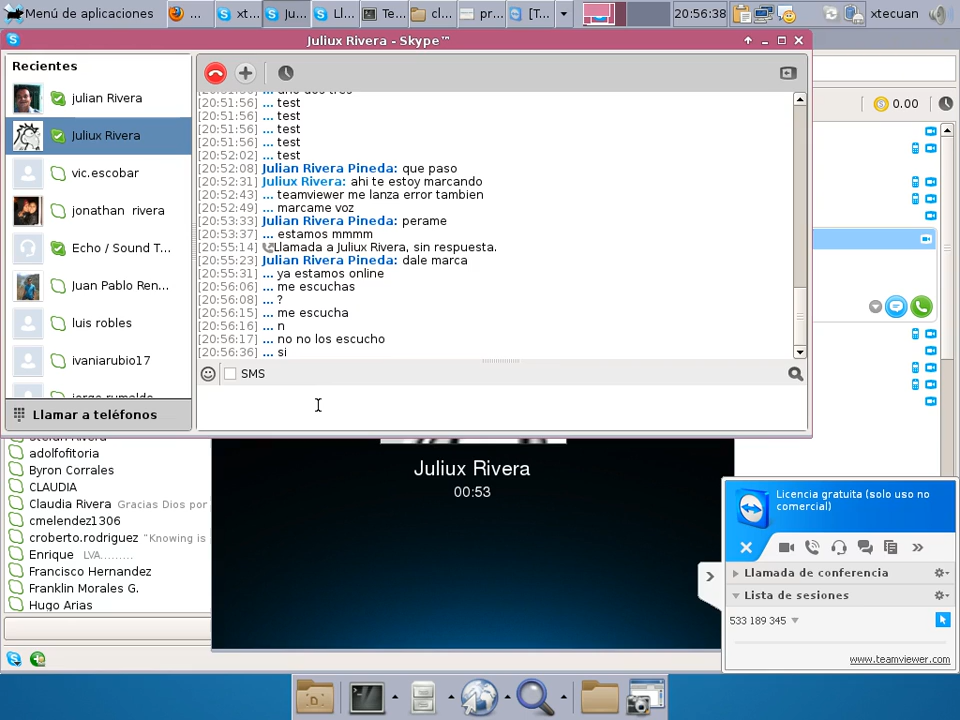 Menú de aplicaciones
...
xt...
Ju...
Ll...
Te...
cl...
pr...
[T...
20:56:38
xtecuan
Juliux Rivera - Skype™
Recientes
julian Rivera
Juliux Rivera
vic.escobar
jonathan rivera
Echo / Sound T...
Juan Pablo Ren...
luis robles
ivaniarubio17
Llamar a teléfonos
[20:51:56] ... test
[20:51:56] ... test
[20:51:56] ... test
[20:51:56] ... test
[20:52:02] ... test
[20:52:08] Julian Rivera Pineda: que paso
[20:52:31] Juliux Rivera: ahi te estoy marcando
[20:52:43] ... teamviewer me lanza error tambien
[20:52:49] ... marcame voz
[20:53:33] Julian Rivera Pineda: perame
[20:53:37] ... estamos mmmm
[20:55:14] Llamada a Juliux Rivera, sin respuesta.
[20:55:23] Julian Rivera Pineda: dale marca
[20:55:31] ... ya estamos online
[20:56:06] ... me escuchas
[20:56:08] ... ?
[20:56:15] ... me escucha
[20:56:16] ... n
[20:56:17] ... no no los escucho
[20:56:36] ... si
SMS
0.00
adolfofitoria
Byron Corrales
CLAUDIA
Claudia Rivera Gracias Dios por
cmelendez1306
croberto.rodriguez "Knowing is
Enrique LVA.........
Francisco Hernandez
Franklin Morales G.
Hugo Arias
Juliux Rivera
00:53
Licencia gratuita (solo uso no
comercial)
Llamada de conferencia
Lista de sesiones
533 189 345
www.teamviewer.com